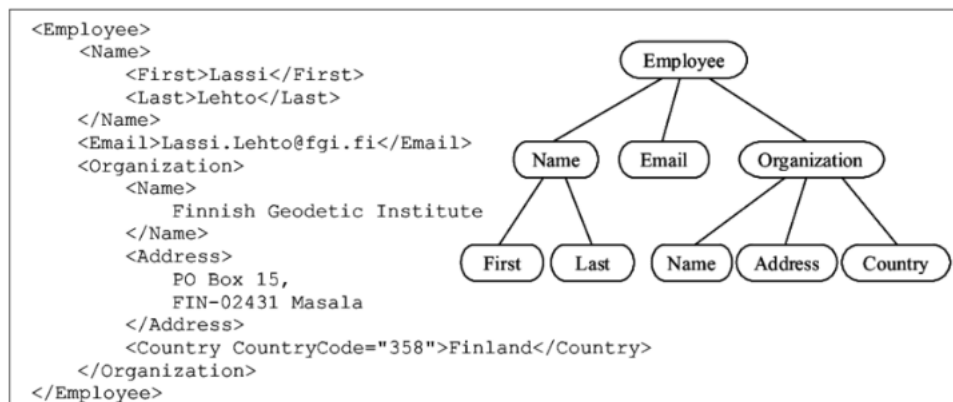 <Employee>
<Name>
<First>Lassi</First>
<Last>Lehto</Last>
</Name>
<Email>Lassi.Lehto@fgi.fi</Email>
<Organization>
<Name>
Finnish Geodetic Institute
</Name>
<Address>
PO Box 15,
FIN-02431 Masala
</Address>
<Country CountryCode="358">Finland</Country>
</Organization>
</Employee>
Employee
Name Email Organization
First Last Name Address Country